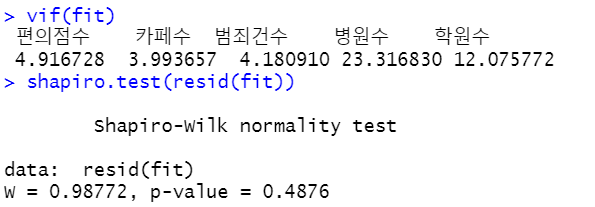 > vif(fit)
편의점수 카페수 범죄건수 병원수 학원수
4.916728 3.993657 4.180910 23.316830 12.075772
> shapiro.test(resid(fit))
Shapiro-Wilk normality test
data: resid(fit)
W = 0.98772, p-value = 0.4876